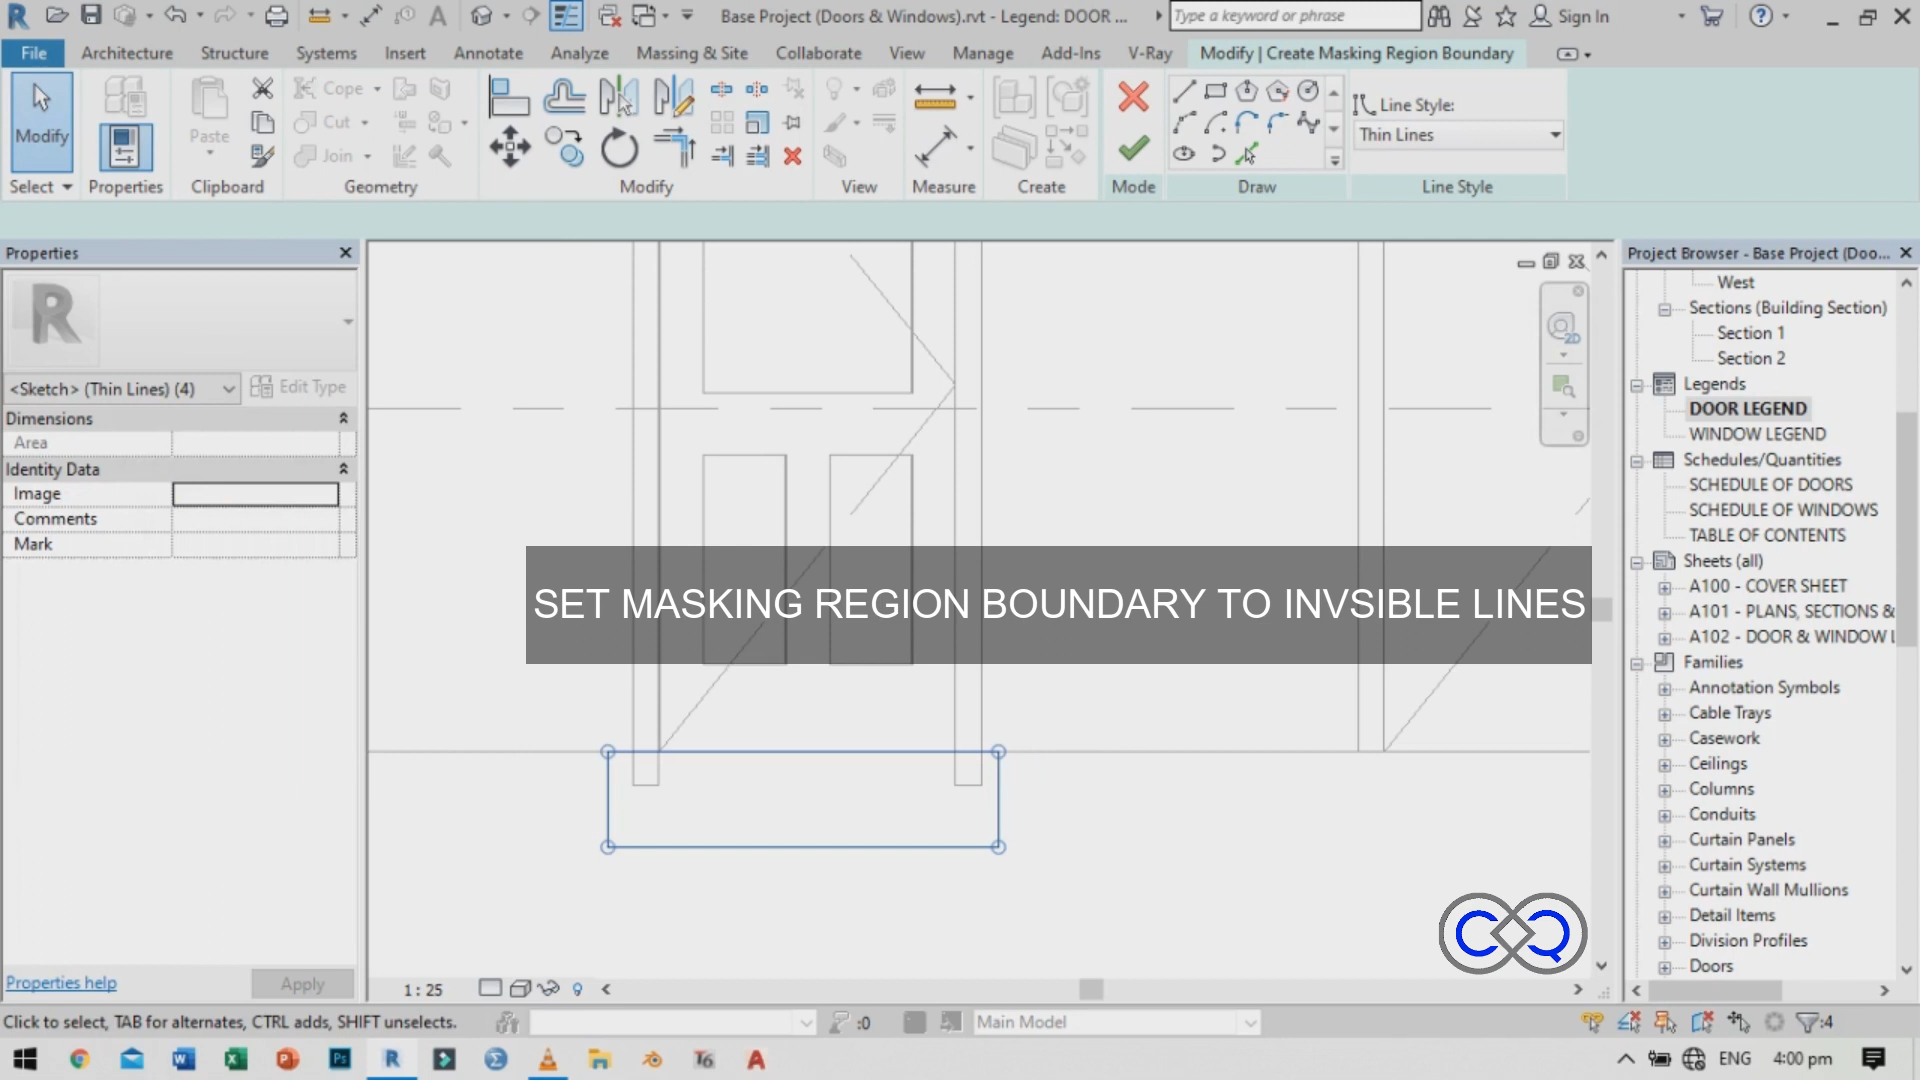 Base Project (Doors & Windows).rvt - Legend: DOOR ...
Type a keyword or phrase
Sign In
File Architecture Structure Systems Insert Annotate Analyze Massing & Site Collaborate View Manage Add-Ins V-Ray Modify | Create Masking Region Boundary
Modify
Paste
Cope
Cut
Join
Line Style:
Thin Lines
Select Properties Clipboard Geometry Modify View Measure Create Mode Draw Line Style
Properties
R
<Sketch> (Thin Lines) (4)
Edit Type
Dimensions
Area
Identity Data
Image
Comments
Mark
Properties help
Apply
2D
SET MASKING REGION BOUNDARY TO INVSIBLE LINES
1 : 25
Project Browser - Base Project (Doo...
West
Sections (Building Section)
Section 1
Section 2
Legends
DOOR LEGEND
WINDOW LEGEND
Schedules/Quantities
SCHEDULE OF DOORS
SCHEDULE OF WINDOWS
TABLE OF CONTENTS
Sheets (all)
A100 - COVER SHEET
A101 - PLANS, SECTIONS &
A102 - DOOR & WINDOW L
Families
Annotation Symbols
Cable Trays
Casework
Ceilings
Columns
Conduits
Curtain Panels
Curtain Systems
Curtain Wall Mullions
Detail Items
Division Profiles
Doors
Click to select, TAB for alternates, CTRL adds, SHIFT unselects.
:0
Main Model
:4
ENG
4:00 pm